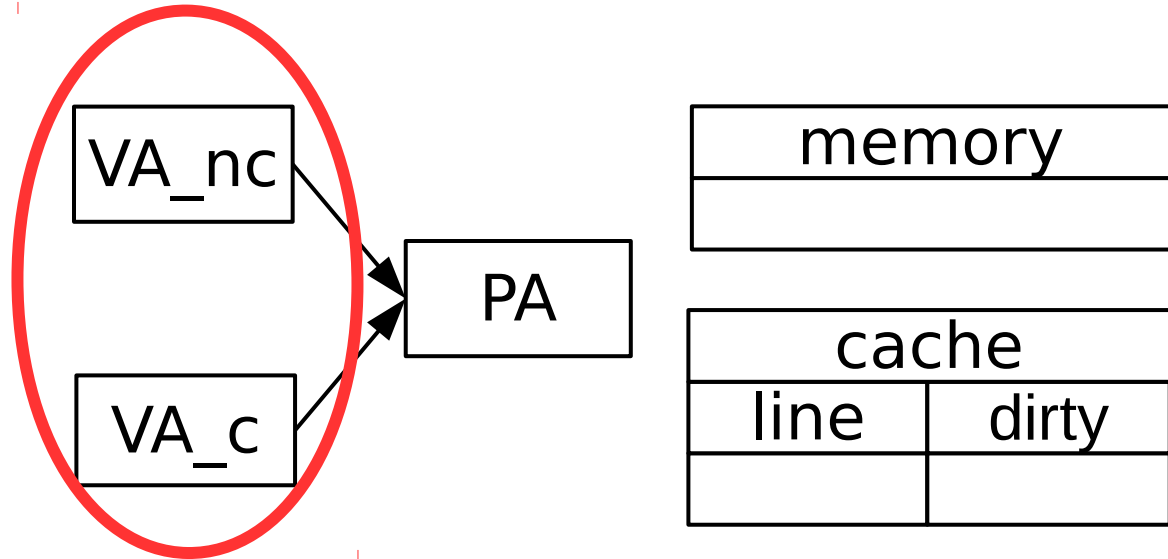 VA_nc
VA_c
PA
memory
cache
line dirty